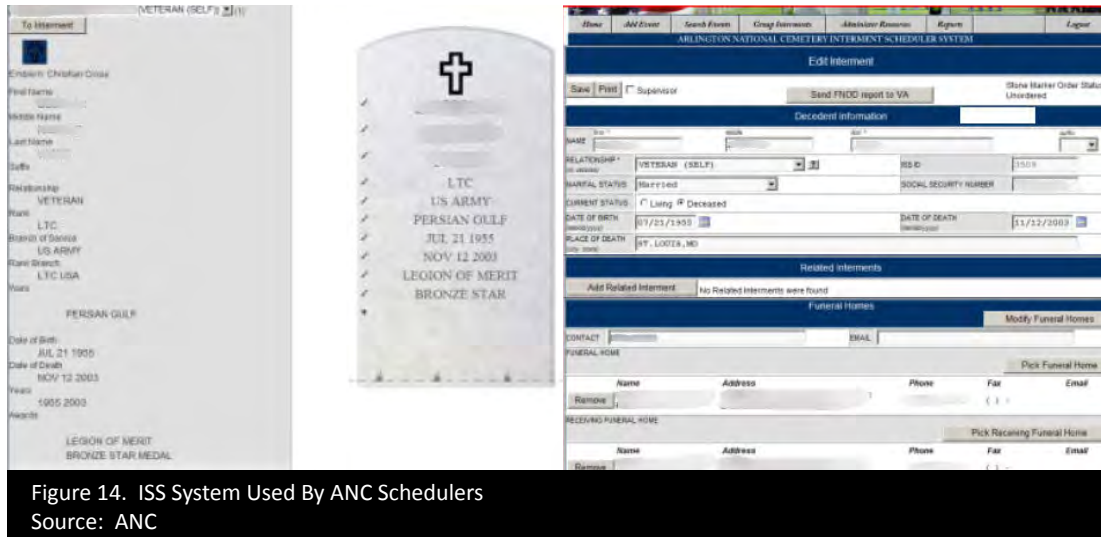 (VETERAN (SELF))
To Interment
Emblem: Christian Cross
First Name
Middle Name
Last Name
Suffix
Relationship
VETERAN
Rank
LTC
Branch of Service
US ARMY
Rank Branch
LTC USA
Years
PERSIAN GULF
Date of Birth
JUL 21 1955
Date of Death
NOV 12 2003
Years
1955 2003
Awards
LEGION OF MERIT
BRONZE STAR MEDAL
LTC
US ARMY
PERSIAN GULF
JUL 21 1955
NOV 12 2003
LEGION OF MERIT
BRONZE STAR
Home Add Event Search Events Group Interments Administer Resources Reports Logout
ARLINGTON NATIONAL CEMETERY INTERMENT SCHEDULER SYSTEM
Edit Interment
Save Print Supervisor Send FNOD report to VA Stone Marker Order Status
Unordered
Decedent Information
first * middle last * suffix
NAME
RELATIONSHIP * VETERAN (SELF) ISS ID 3509
MARITAL STATUS Married SOCIAL SECURITY NUMBER
CURRENT STATUS Living Deceased
DATE OF BIRTH 07/21/1955 DATE OF DEATH 11/12/2003
PLACE OF DEATH ST.LOUIS,MO
Related Interments
Add Related Interment No Related Interments were found
Funeral Homes
Modify Funeral Homes
CONTACT EMAIL
FUNERAL HOME
Pick Funeral Home
Name Address Phone Fax Email
Remove ( ) -
RECEIVING FUNERAL HOME
Pick Receiving Funeral Home
Name Address Phone Fax Email
Remove ( ) -
Figure 14. ISS System Used By ANC Schedulers
Source: ANC